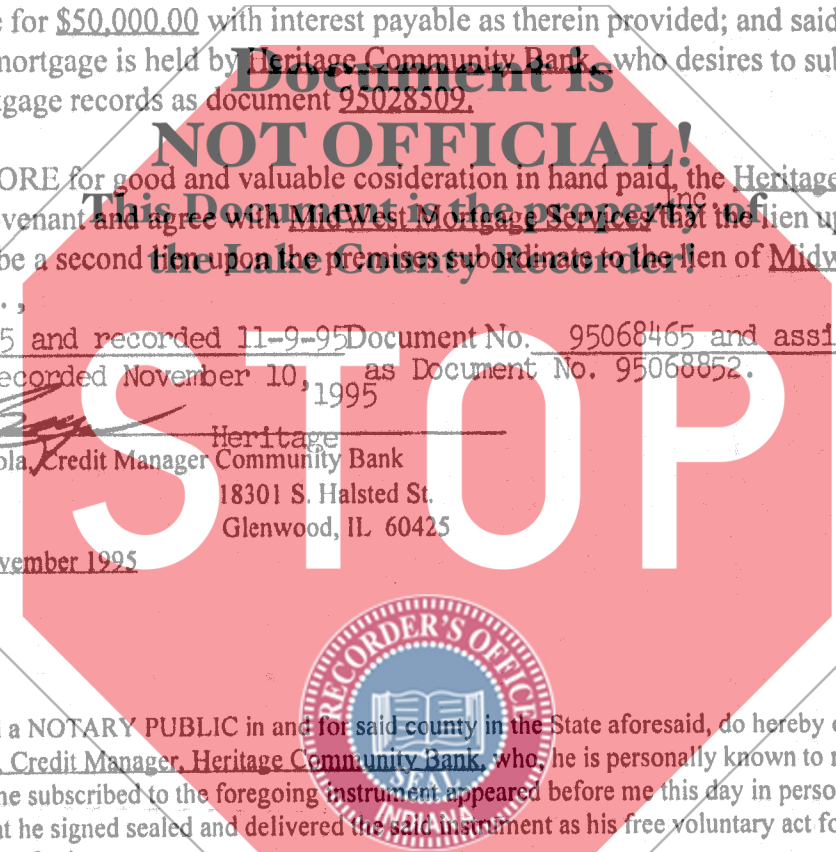 e for $50,000.00 with interest payable as therein provided; and said
mortgage is held by Heritage Community Bank, who desires to sub
Document is
tgage records as document 95028509.
NOT OFFICIAL!
ORE for good and valuable cosideration in hand paid, the Heritage
This Document is the property of
venant and agree with MidWest Mortgage Services, Inc. that the lien up
the Lake County Recorder!
be a second lien upon the premises subordinate to the lien of Midw
. ,
5 and recorded 11-9-95 Document No. 95068465 and assi
ecorded November 10, 1995 as Document No. 95068852.
STOP
Heritage
ola, Credit Manager Community Bank
18301 S. Halsted St.
Glenwood, IL 60425
vember 1995
RECORDER'S OFFICE
SEAL
INDIANA
a NOTARY PUBLIC in and for said county in the State aforesaid, do hereby
, Credit Manager, Heritage Community Bank, who, he is personally known to
me subscribed to the foregoing instrument appeared before me this day in perso
at he signed sealed and delivered the said instrument as his free voluntary act fo